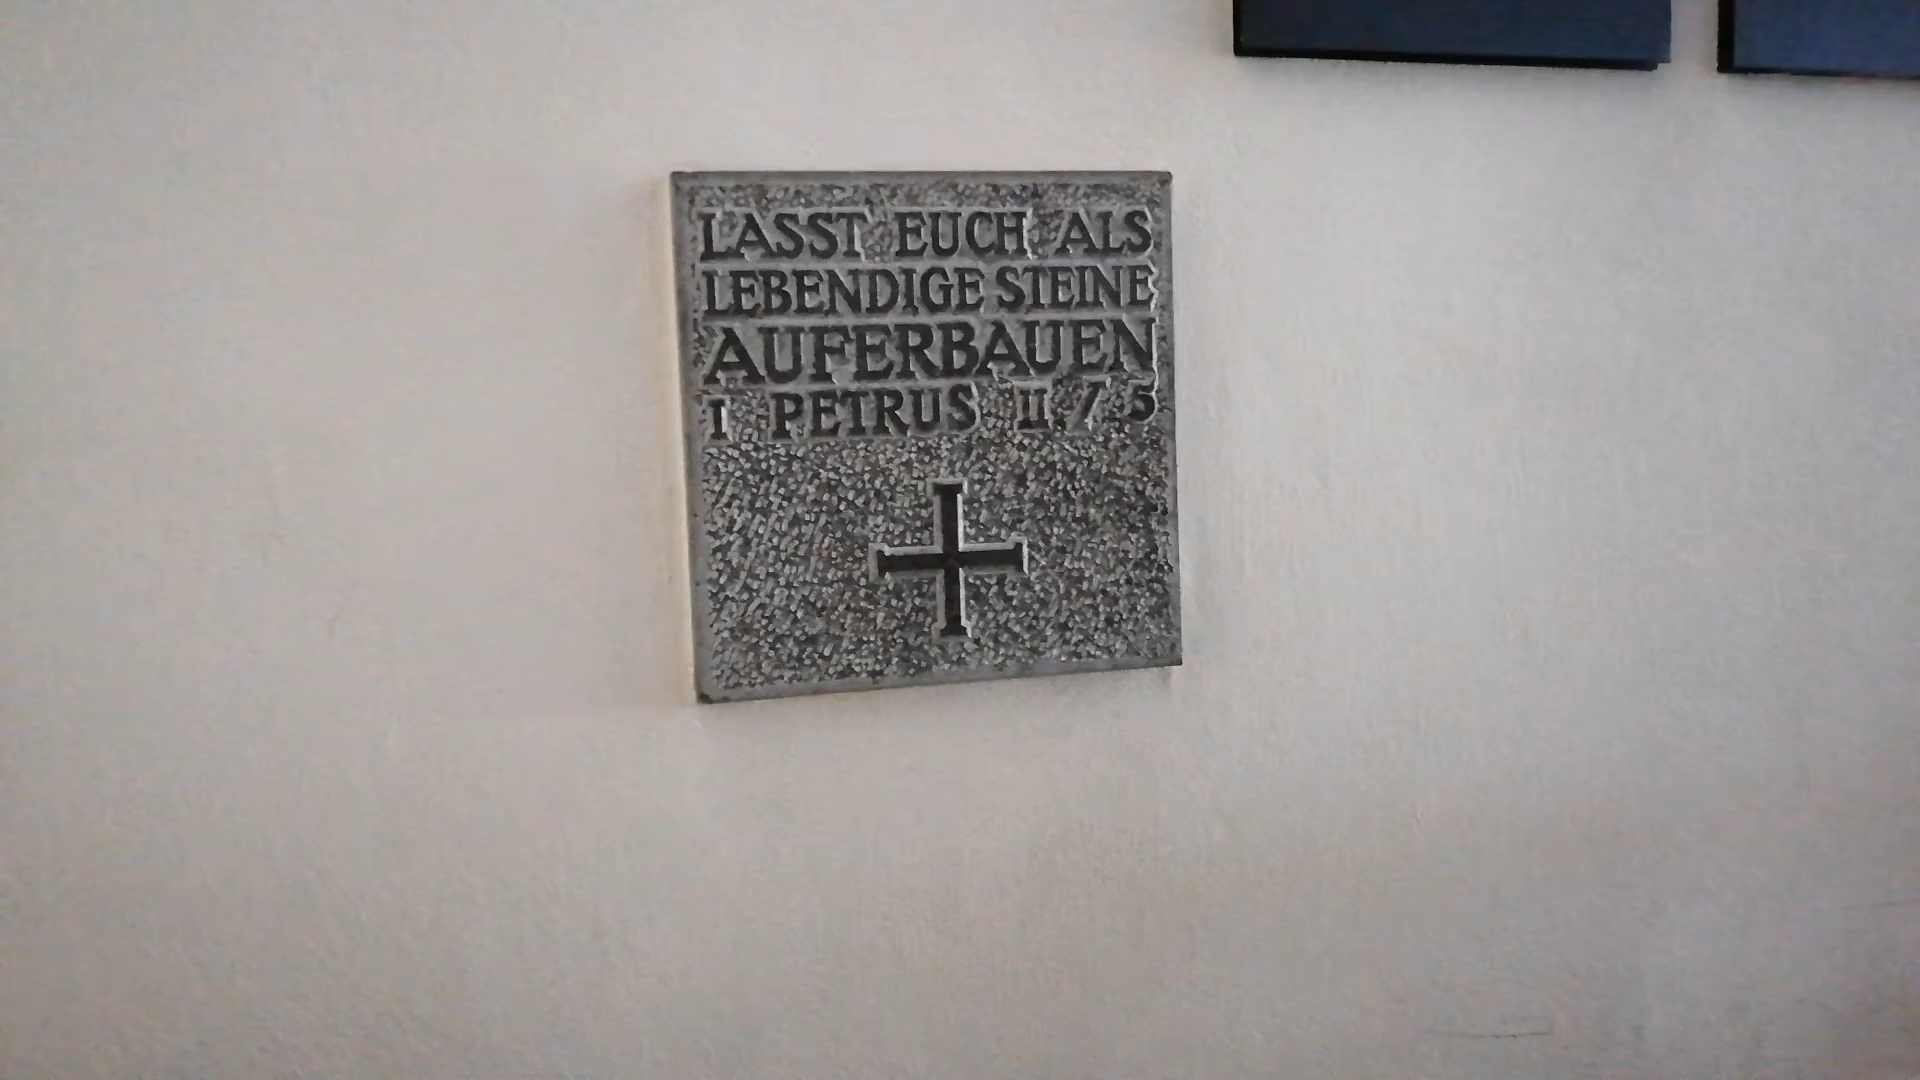 LASST EUCH ALS
LEBENDIGE STEINE
AUFERBAUEN
I PETRUS II / 5